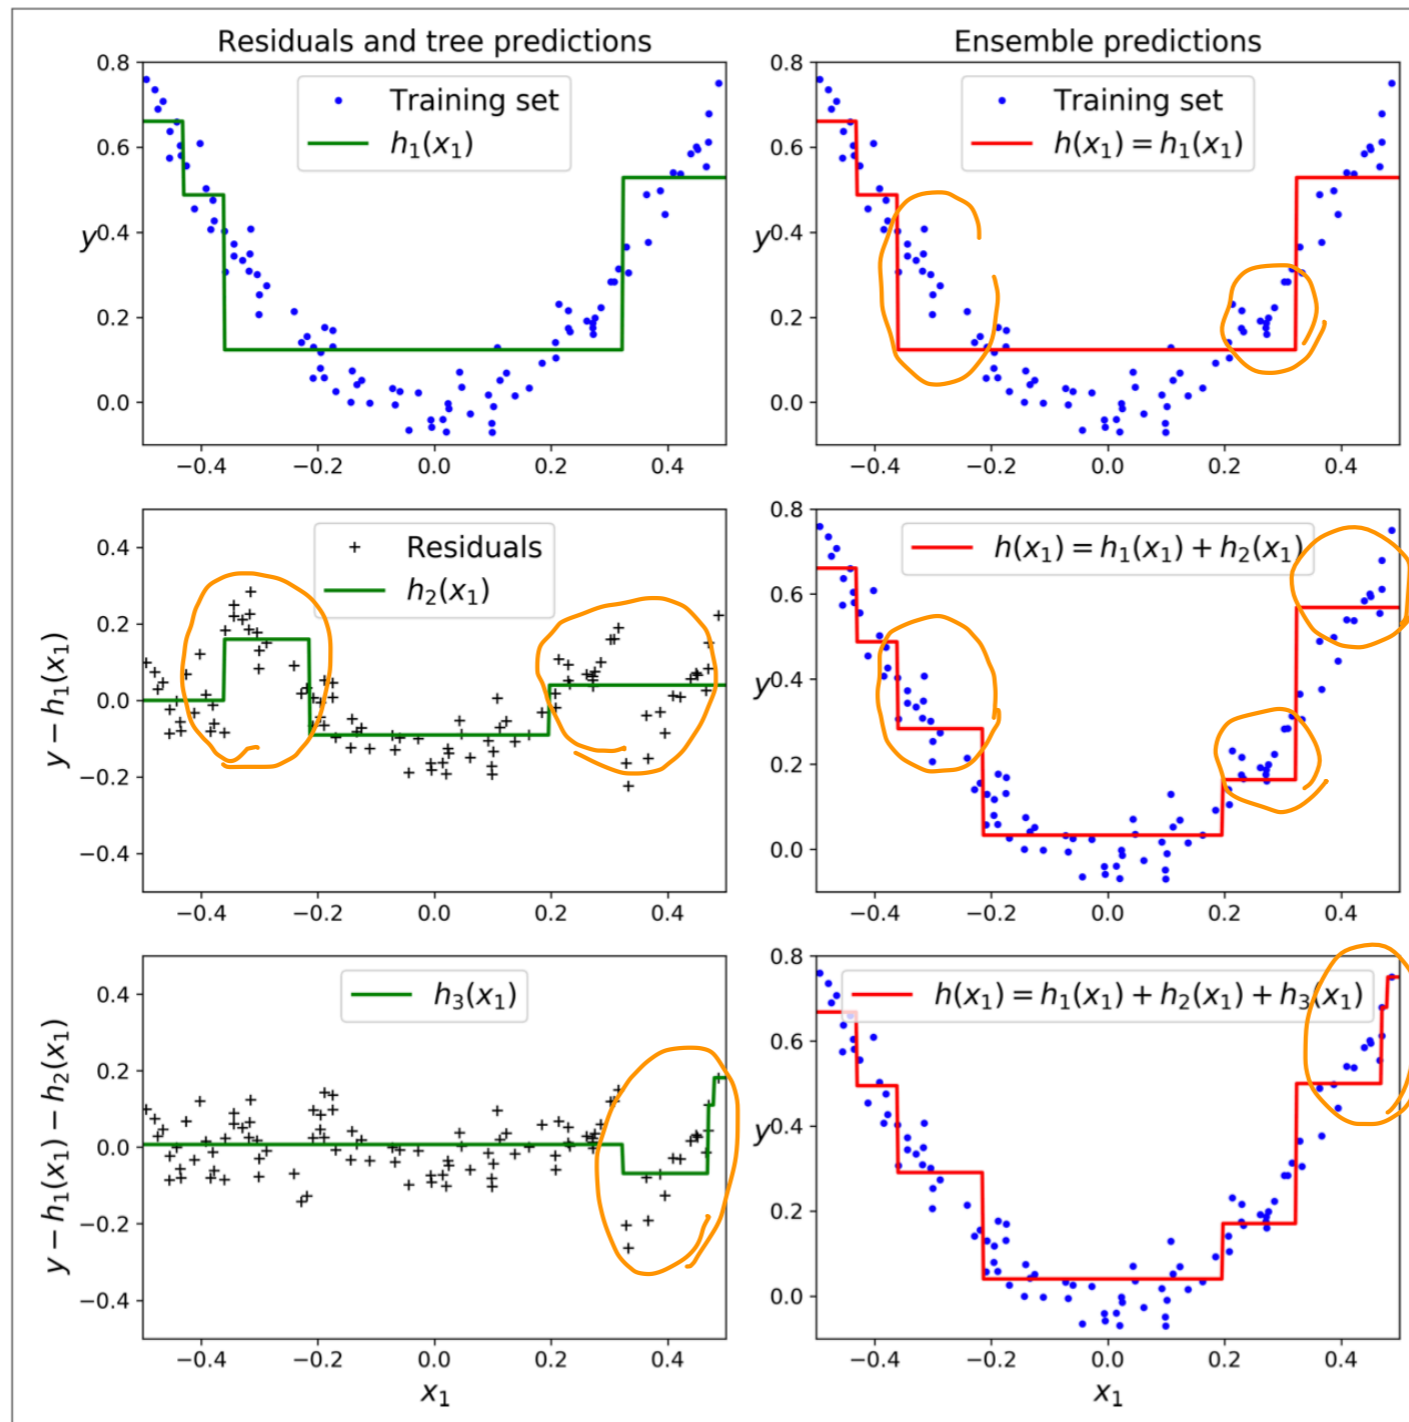 Residuals and tree predictions
Ensemble predictions
0.8
0.6
y 0.4
0.2
0.0
Training set
h₁(x₁)
−0.4 −0.2 0.0 0.2 0.4
0.8
0.6
y 0.4
0.2
0.0
Training set
h(x₁) = h₁(x₁)
−0.4 −0.2 0.0 0.2 0.4
y − h₁(x₁)
0.4
0.2
0.0
−0.2
−0.4
Residuals
h₂(x₁)
−0.4 −0.2 0.0 0.2 0.4
0.8
0.6
y 0.4
0.2
0.0
h(x₁) = h₁(x₁) + h₂(x₁)
−0.4 −0.2 0.0 0.2 0.4
y − h₁(x₁) − h₂(x₁)
0.4
0.2
0.0
−0.2
−0.4
h₃(x₁)
−0.4 −0.2 0.0 0.2 0.4
x₁
0.8
0.6
y 0.4
0.2
0.0
h(x₁) = h₁(x₁) + h₂(x₁) + h₃(x₁)
−0.4 −0.2 0.0 0.2 0.4
x₁